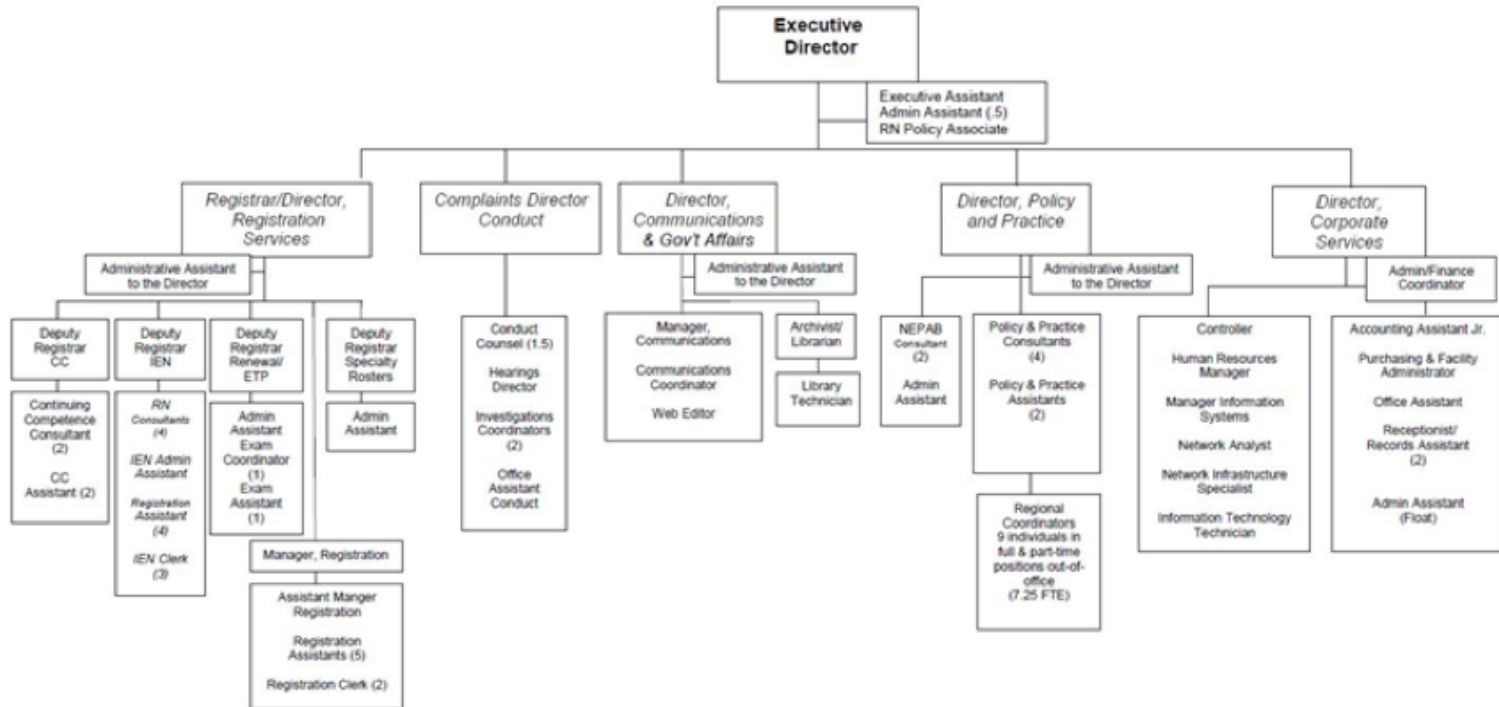 Executive
Director
Executive Assistant
Admin Assistant (.5)
RN Policy Associate
Registrar/Director,
Registration
Services
Complaints Director
Conduct
Director,
Communications
& Gov't Affairs
Director, Policy
and Practice
Director,
Corporate
Services
Administrative Assistant
to the Director
Administrative Assistant
to the Director
Administrative Assistant
to the Director
Admin/Finance
Coordinator
Deputy
Registrar
CC
Deputy
Registrar
IEN
Deputy
Registrar
Renewal/
ETP
Deputy
Registrar
Specialty
Rosters
Continuing
Competence
Consultant
(2)
CC
Assistant (2)
RN
Consultants
(4)
IEN Admin
Assistant
Registration
Assistant
(4)
IEN Clerk
(3)
Admin
Assistant
Exam
Coordinator
(1)
Exam
Assistant
(1)
Admin
Assistant
Manager, Registration
Assistant Manger
Registration
Registration
Assistants (5)
Registration Clerk (2)
Conduct
Counsel (1.5)
Hearings
Director
Investigations
Coordinators
(2)
Office
Assistant
Conduct
Manager,
Communications
Communications
Coordinator
Web Editor
Archivist/
Librarian
Library
Technician
NEPAB
Consultant
(2)
Admin
Assistant
Policy & Practice
Consultants
(4)
Policy & Practice
Assistants
(2)
Regional
Coordinators
9 individuals in
full & part-time
positions out-of-
office
(7.25 FTE)
Controller
Human Resources
Manager
Manager Information
Systems
Network Analyst
Network Infrastructure
Specialist
Information Technology
Technician
Accounting Assistant Jr.
Purchasing & Facility
Administrator
Office Assistant
Receptionist/
Records Assistant
(2)
Admin Assistant
(Float)